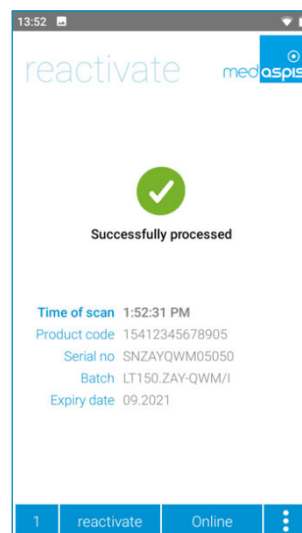 13:52
reactivate
medaspis
Successfully processed
Time of scan 1:52:31 PM
Product code 15412345678905
Serial no SNZAYQWM05050
Batch LT150.ZAY-QWM/I
Expiry date 09.2021
1 reactivate Online